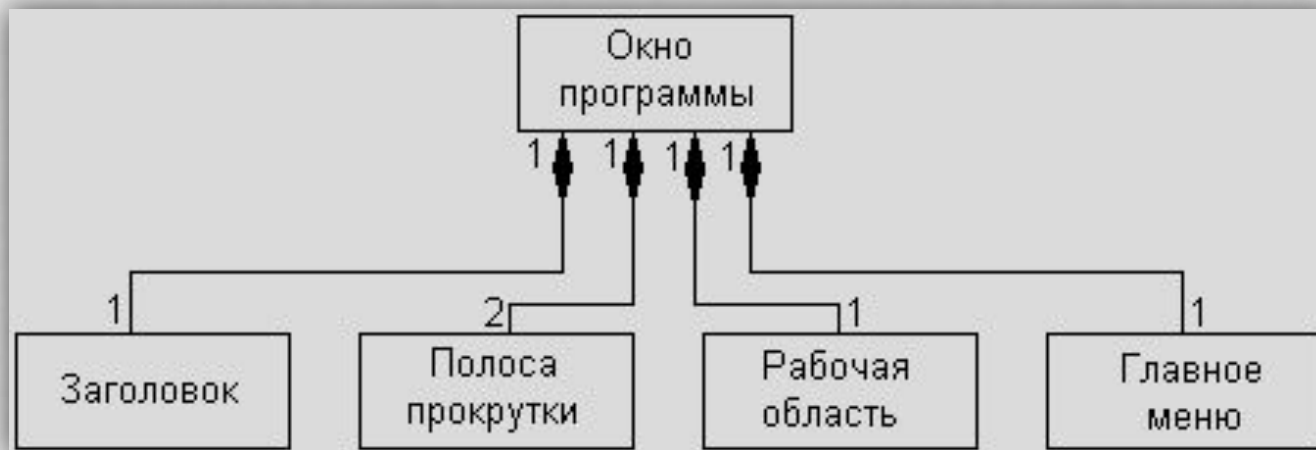 Окно
программы
1 1 1 1
1 2 1 1
Заголовок
Полоса
прокрутки
Рабочая
область
Главное
меню